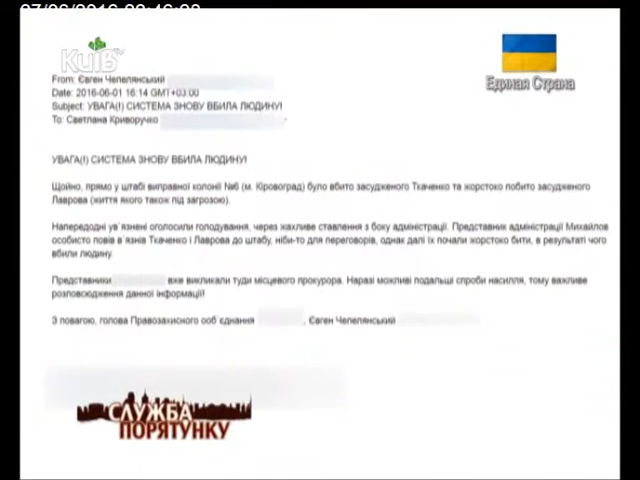 Київ
Единая Страна
From: Євген Чепелянський
Date: 2016-06-01 16:14 GMT+03:00
Subject: УВАГА(!) СИСТЕМА ЗНОВУ ВБИЛА ЛЮДИНУ!
To: Светлана Криворучко
УВАГА(!) СИСТЕМА ЗНОВУ ВБИЛА ЛЮДИНУ!
Щойно, прямо у штабі виправної колонії №6 (м. Кіровоград) було вбито засудженого Ткаченко та жорстоко побито засудженого
Лаврова (життя якого також під загрозою).
Напередодні ув`язнені оголосили голодування, через жахливе ставлення з боку адміністрації. Представник адміністрації Михайлов
особисто повів в`язнів Ткаченко і Лаврова до штабу, ніби-то для переговорів, однак далі їх почали жорстоко бити, в результаті чого
вбили людину.
Представники вже викликали туди місцевого прокурора. Наразі можливі подальші спроби насилля, тому важливе
розповсюдження данної інформації!
З повагою, голова Правозахисного ооб`єднання , Євген Чепелянський
СЛУЖБА
ПОРЯТУНКУ